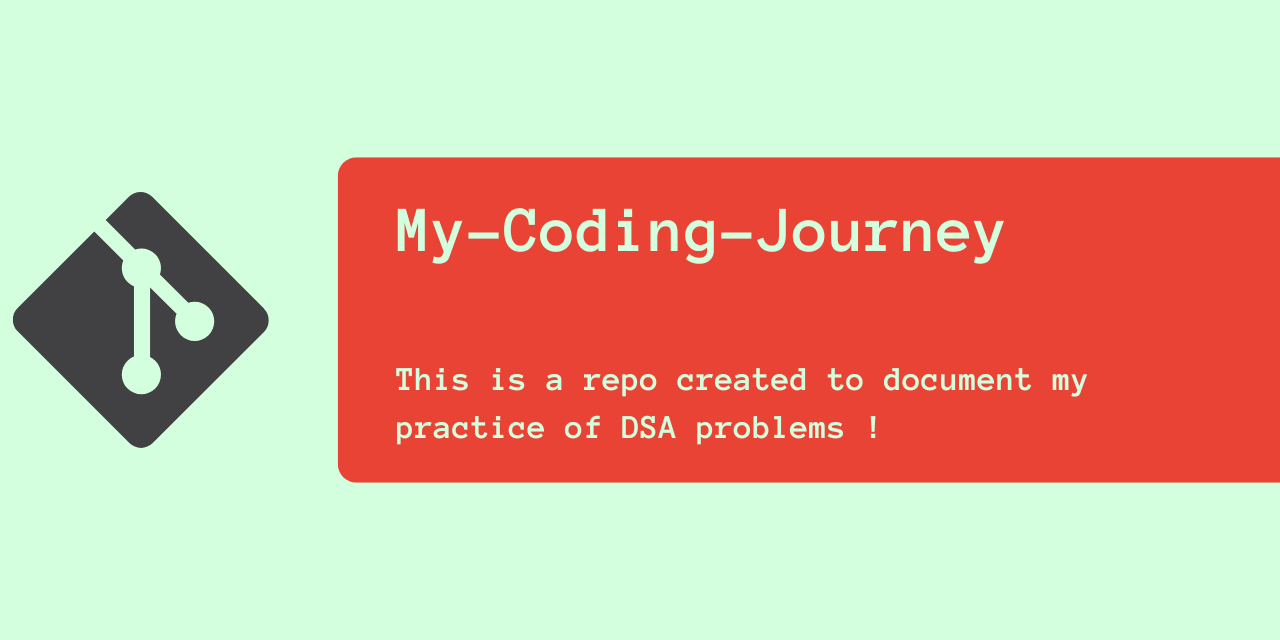 My-Coding-Journey
This is a repo created to document my
practice of DSA problems !